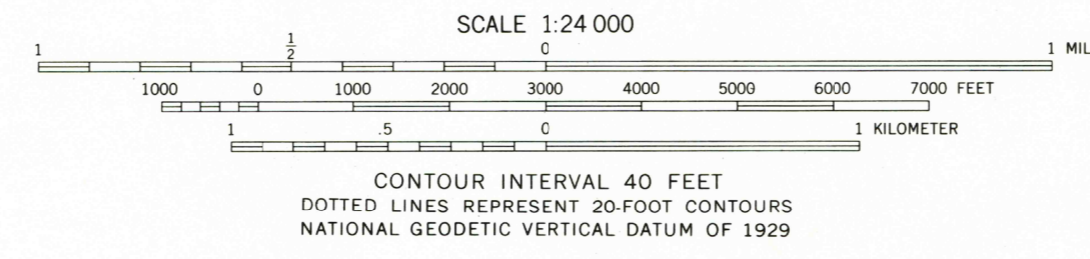 SCALE 1:24 000
1 1/2 0 1 MIL
1000 0 1000 2000 3000 4000 5000 6000 7000 FEET
1 .5 0 1 KILOMETER
CONTOUR INTERVAL 40 FEET
DOTTED LINES REPRESENT 20-FOOT CONTOURS
NATIONAL GEODETIC VERTICAL DATUM OF 1929